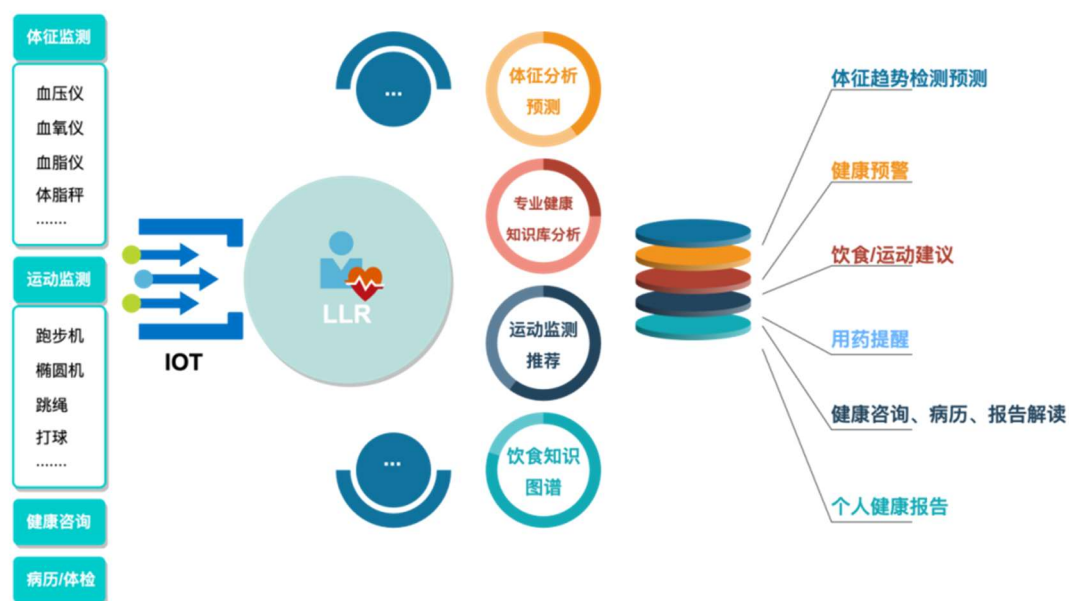 体征监测
血压仪
血氧仪
血脂仪
体脂秤
.......
运动监测
跑步机
椭圆机
跳绳
打球
.......
健康咨询
病历/体检
IOT
LLR
...
...
体征分析
预测
专业健康
知识库分析
运动监测
推荐
饮食知识
图谱
体征趋势检测预测
健康预警
饮食/运动建议
用药提醒
健康咨询、病历、报告解读
个人健康报告